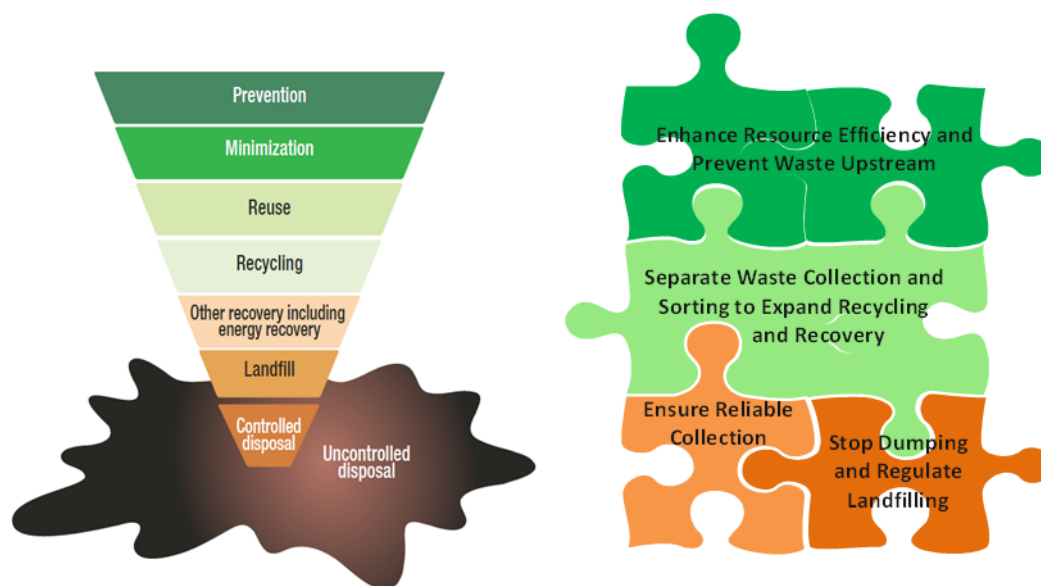 Prevention
Minimization
Reuse
Recycling
Other recovery including
energy recovery
Landfill
Controlled
disposal
Uncontrolled
disposal
Enhance Resource Efficiency and
Prevent Waste Upstream
Separate Waste Collection and
Sorting to Expand Recycling
and Recovery
Ensure Reliable
Collection
Stop Dumping
and Regulate
Landfilling